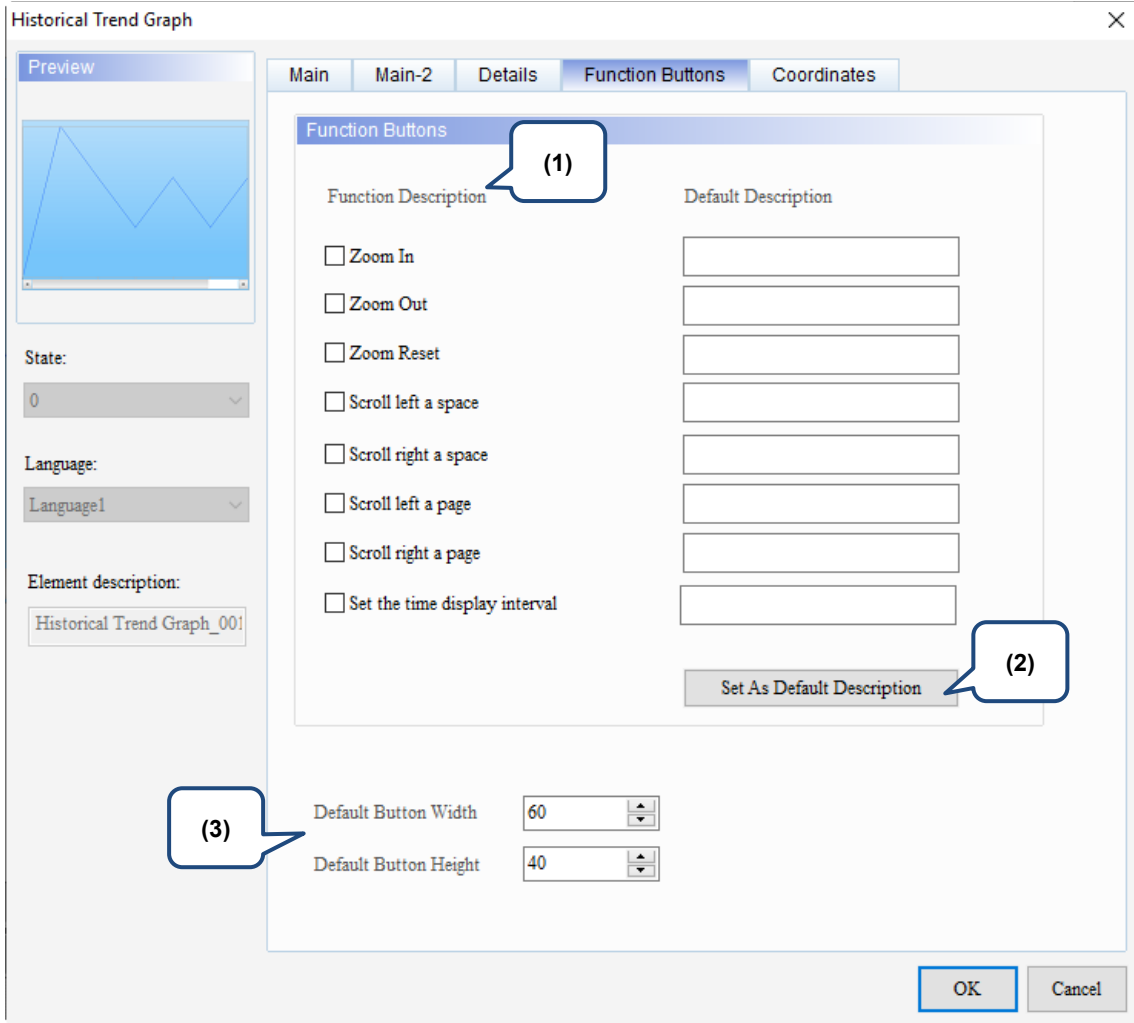 Historical Trend Graph
Preview
Main Main-2 Details Function Buttons Coordinates
Function Buttons
(1)
Function Description Default Description
Zoom In
Zoom Out
Zoom Reset
State:
0
Scroll left a space
Scroll right a space
Language:
Language1
Scroll left a page
Scroll right a page
Element description:
Set the time display interval
Historical Trend Graph_001
(2)
Set As Default Description
Default Button Width 60
(3)
Default Button Height 40
OK Cancel